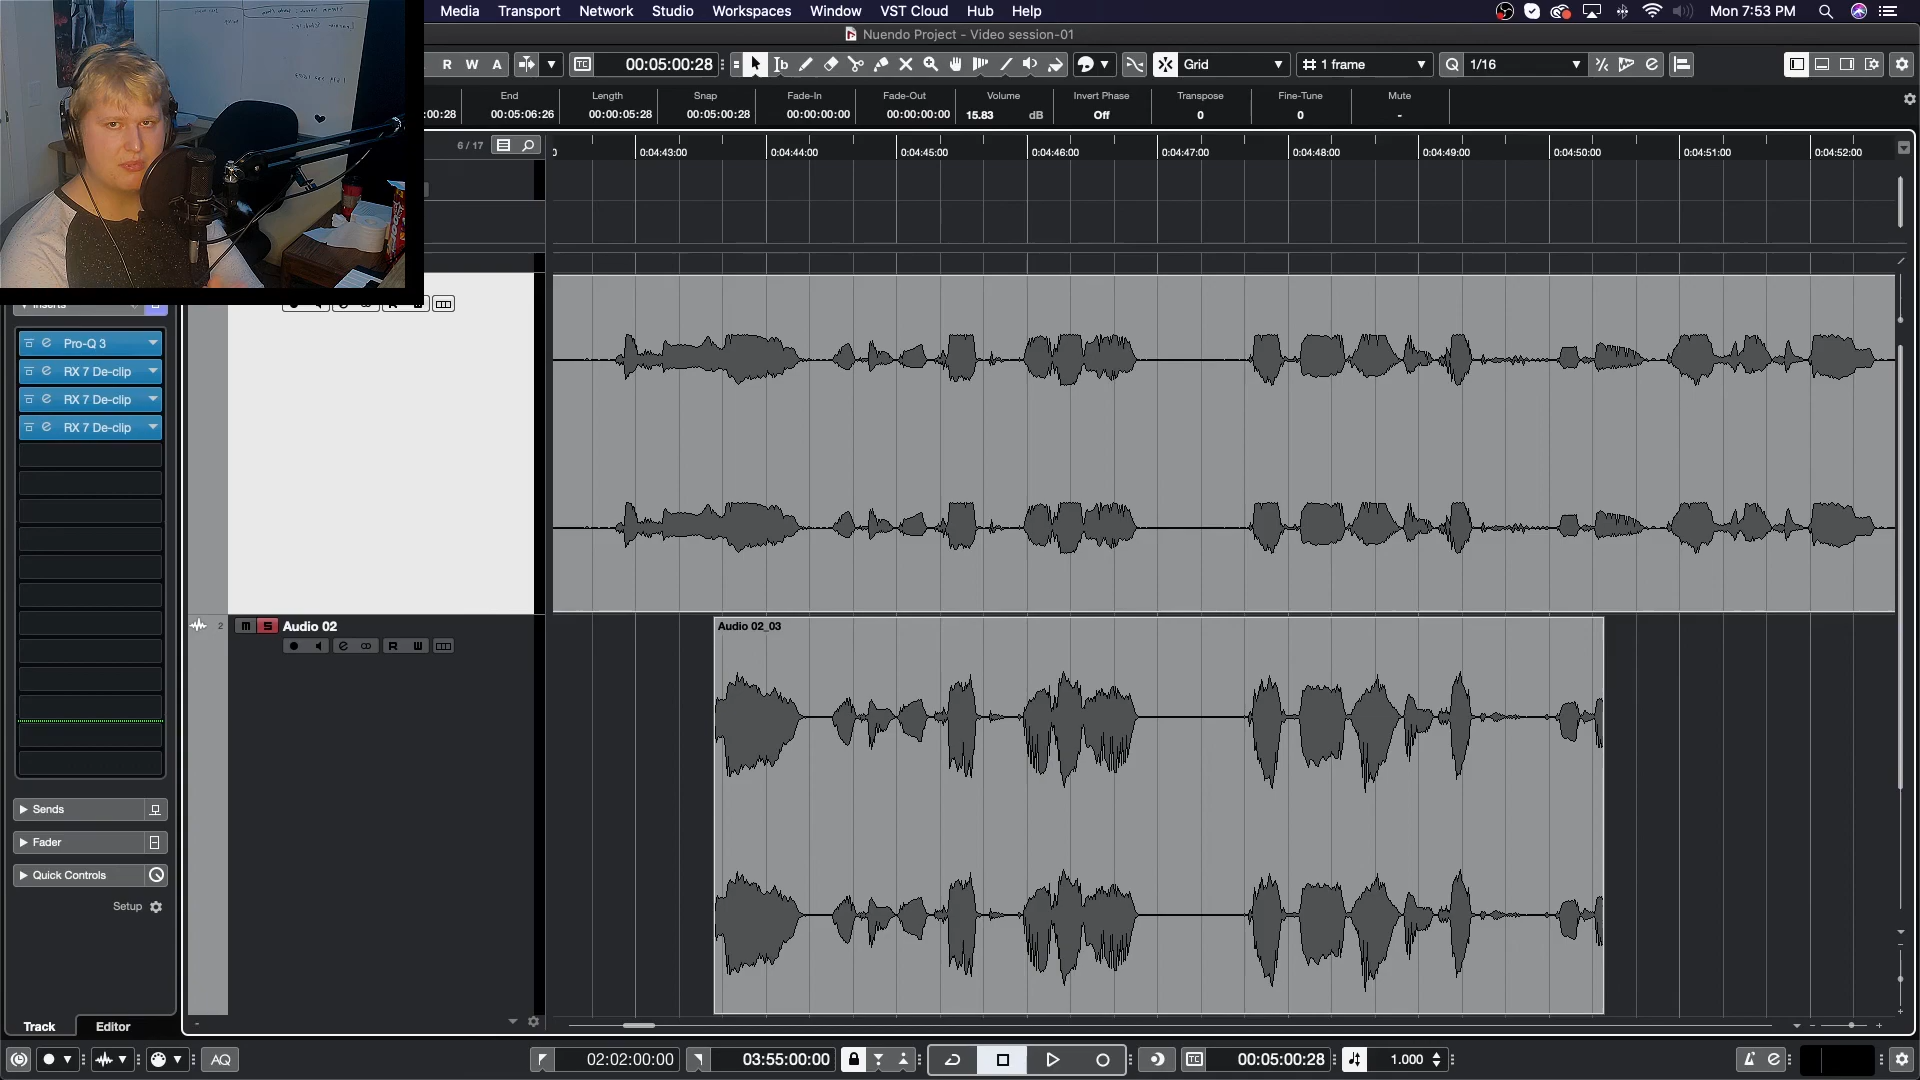 Media Transport Network Studio Workspaces Window VST Cloud Hub Help Mon 7:53 PM
Nuendo Project - Video session-01
R W A TC 00:05:00:28 Grid 1 frame Q 1/16
End Length Snap Fade-In Fade-Out Volume Invert Phase Transpose Fine-Tune Mute
:00:28 00:05:06:26 00:00:05:28 00:05:00:28 00:00:00:00 00:00:00:00 15.83 dB Off 0 0 -
6 / 17
0:04:43:00 0:04:44:00 0:04:45:00 0:04:46:00 0:04:47:00 0:04:48:00 0:04:49:00 0:04:50:00 0:04:51:00 0:04:52:00
Inserts
Pro-Q 3
RX 7 De-clip
RX 7 De-clip
RX 7 De-clip
2 m S Audio 02
R W
Audio 02_03
Sends
Fader
Quick Controls
Setup
Track Editor
AQ 02:02:00:00 03:55:00:00 TC 00:05:00:28 1.000